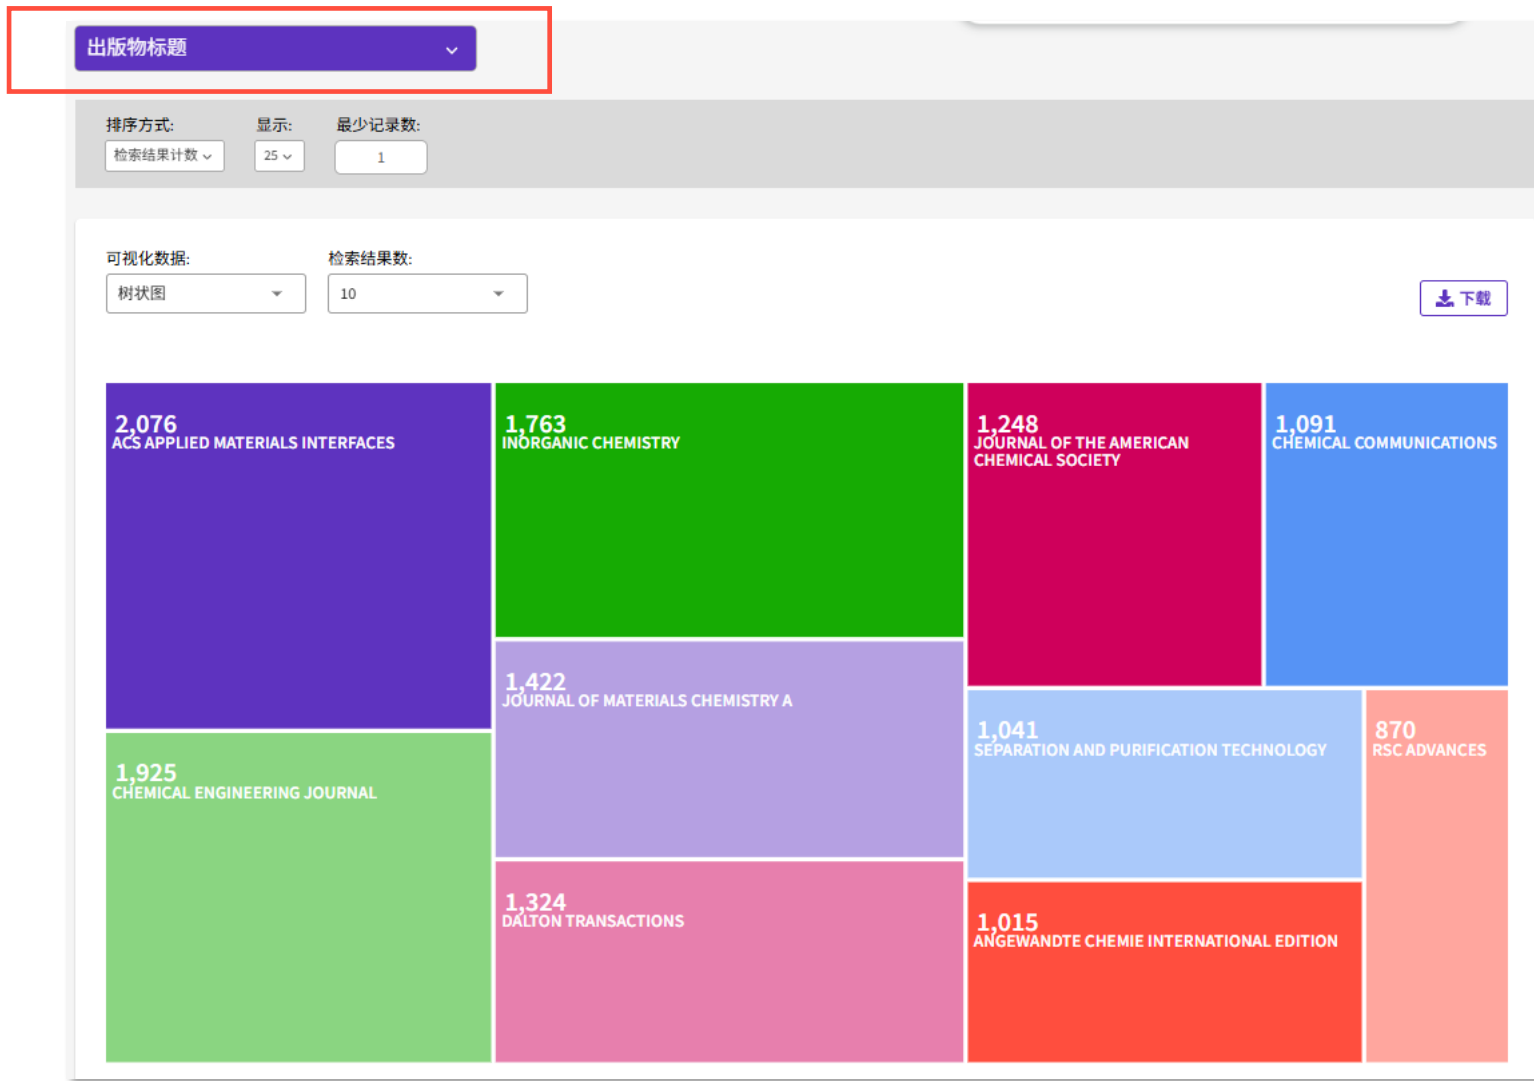 出版物标题
排序方式: 显示: 最少记录数:
检索结果计数 25 1
可视化数据: 检索结果数:
树状图 10
下载
2,076
ACS APPLIED MATERIALS INTERFACES
1,763
INORGANIC CHEMISTRY
1,248
JOURNAL OF THE AMERICAN
CHEMICAL SOCIETY
1,091
CHEMICAL COMMUNICATIONS
1,422
JOURNAL OF MATERIALS CHEMISTRY A
1,041
SEPARATION AND PURIFICATION TECHNOLOGY
870
RSC ADVANCES
1,925
CHEMICAL ENGINEERING JOURNAL
1,324
DALTON TRANSACTIONS
1,015
ANGEWANDTE CHEMIE INTERNATIONAL EDITION